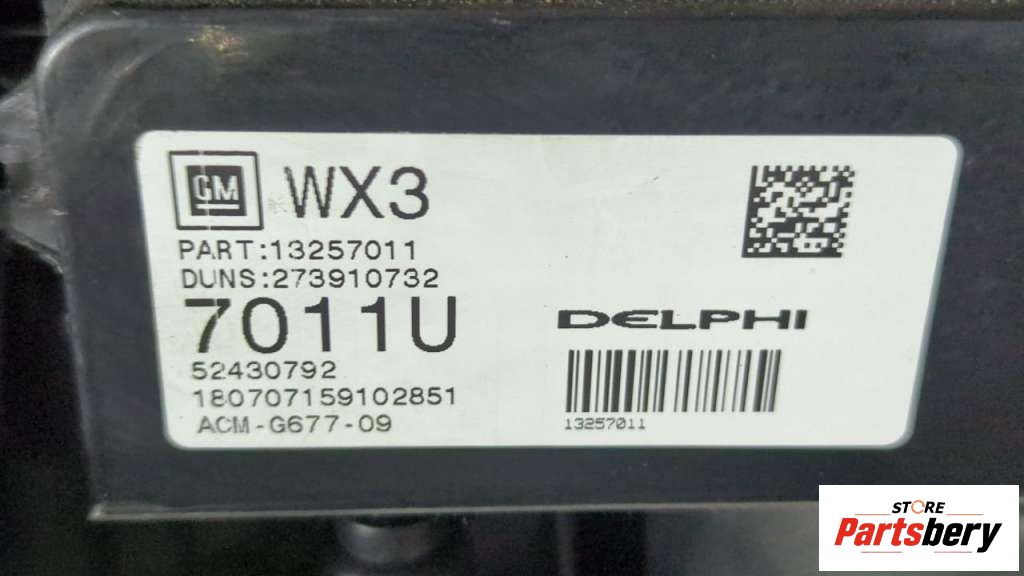 GM WX3
PART:13257011
DUNS:273910732
7011U
52430792
180707159102851
ACM-G677-09
DELPHI
13257011
STORE
Partsbery